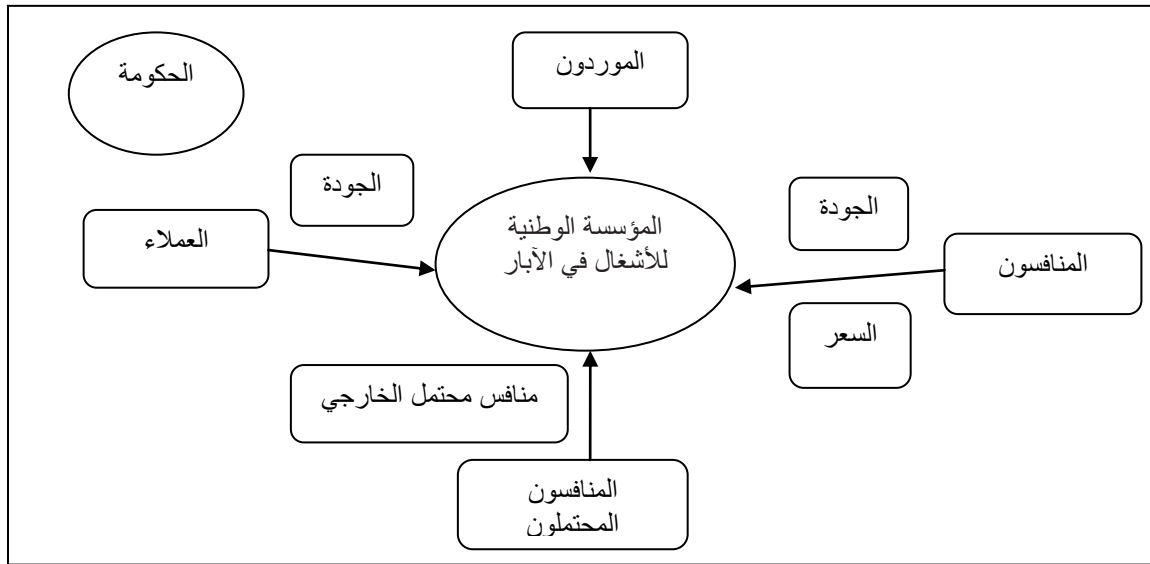 الموردون
الحكومة
الجودة
الجودة
العملاء
المؤسسة الوطنية
للأشغال في الآبار
المنافسون
السعر
منافس محتمل الخارجي
المنافسون
المحتملون